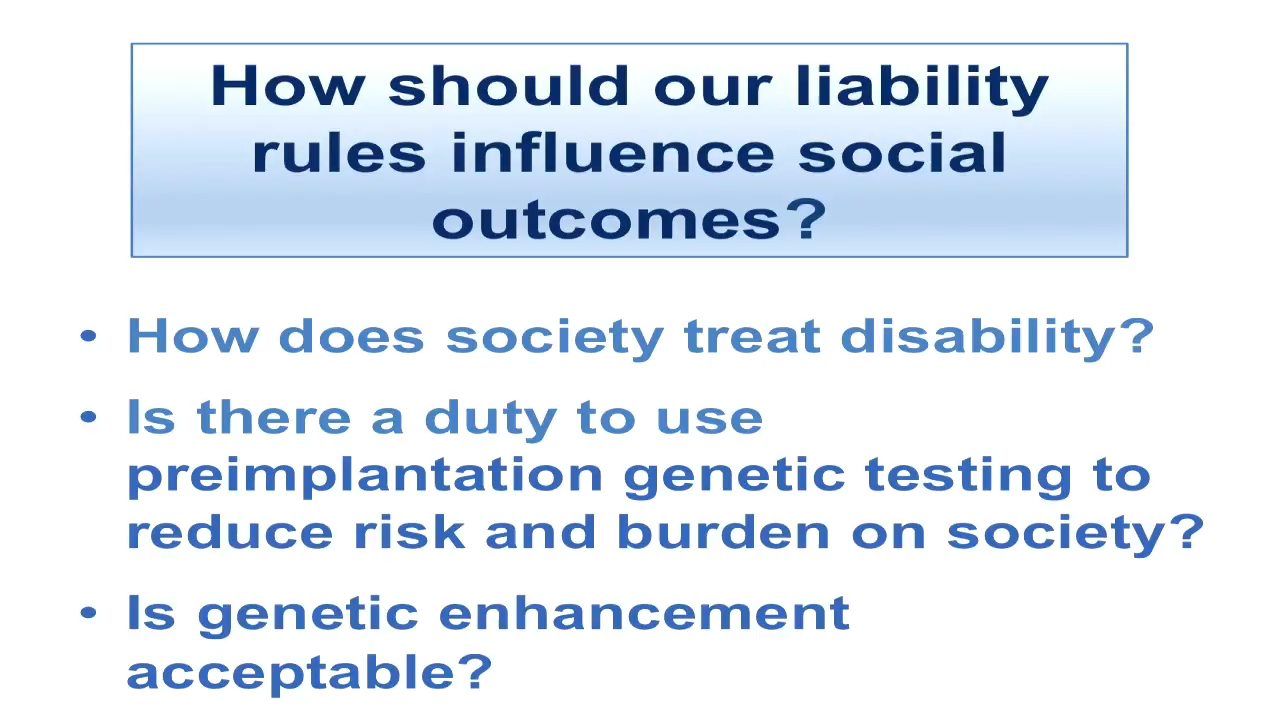 How should our liability
rules influence social
outcomes?
• How does society treat disability?
• Is there a duty to use
preimplantation genetic testing to
reduce risk and burden on society?
• Is genetic enhancement
acceptable?